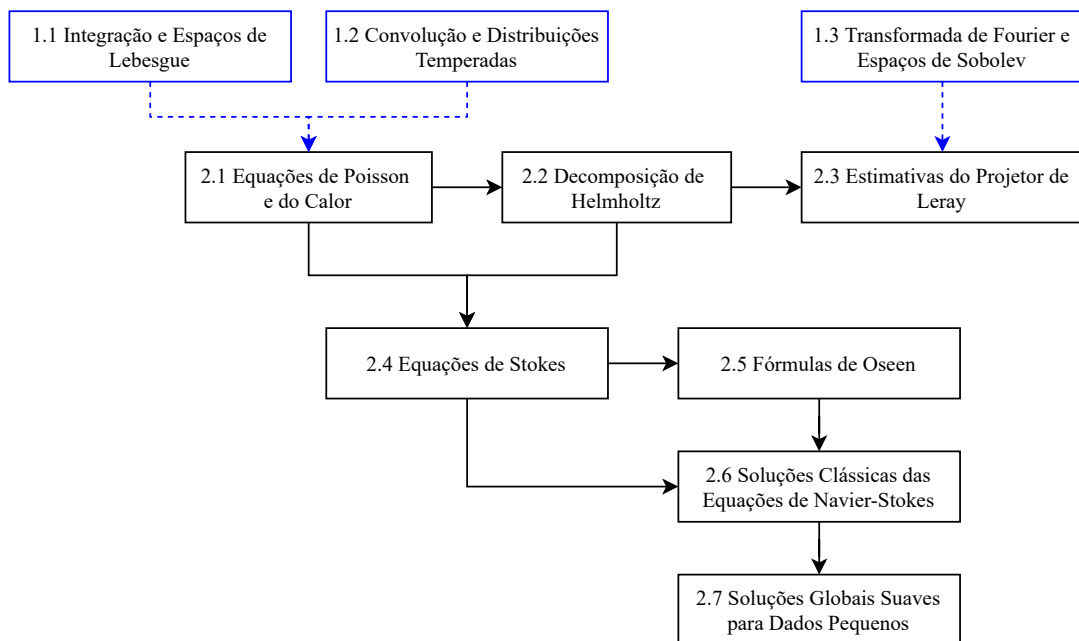 1.1 Integração e Espaços de
Lebesgue
1.2 Convolução e Distribuições
Temperadas
1.3 Transformada de Fourier e
Espaços de Sobolev
2.1 Equações de Poisson
e do Calor
2.2 Decomposição de
Helmholtz
2.3 Estimativas do Projetor de
Leray
2.4 Equações de Stokes
2.5 Fórmulas de Oseen
2.6 Soluções Clássicas das
Equações de Navier-Stokes
2.7 Soluções Globais Suaves
para Dados Pequenos